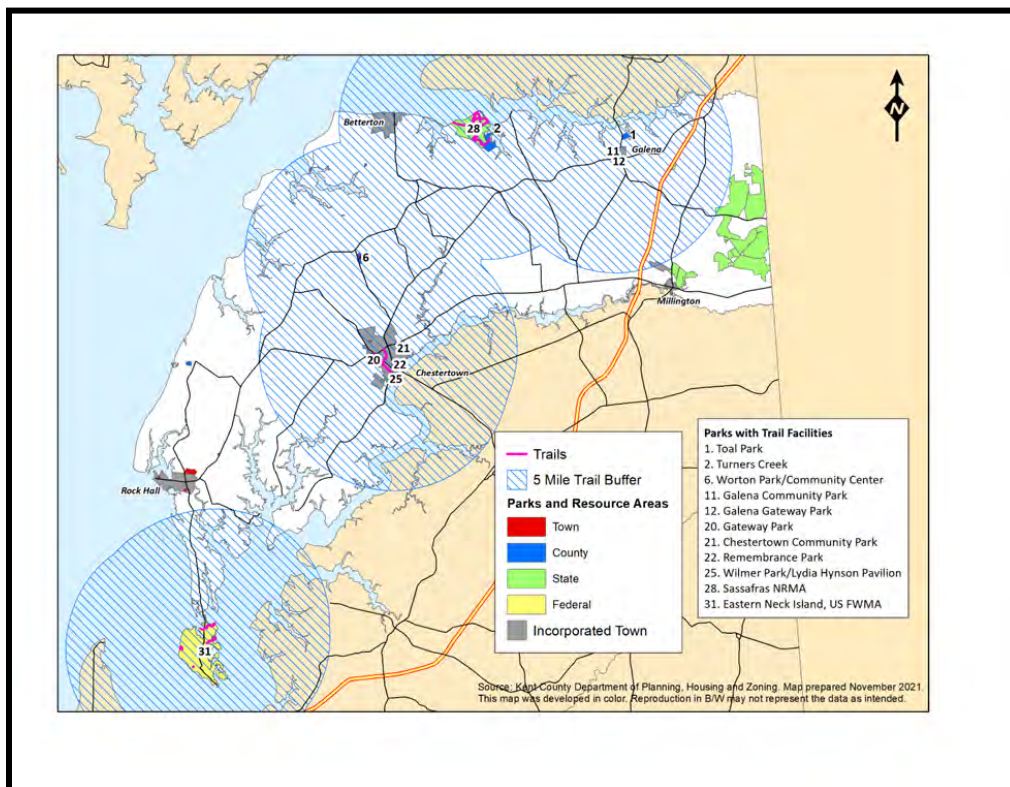 N
Betterton
28
2
1
11
Galena
12
6
Millington
21
20
22
Chestertown
25
Rock Hall
31
Trails
5 Mile Trail Buffer
Parks and Resource Areas
Town
County
State
Federal
Incorporated Town
Parks with Trail Facilities
1. Toal Park
2. Turners Creek
6. Worton Park/Community Center
11. Galena Community Park
12. Galena Gateway Park
20. Gateway Park
21. Chestertown Community Park
22. Remembrance Park
25. Wilmer Park/Lydia Hynson Pavilion
28. Sassafras NRMA
31. Eastern Neck Island, US FWMA
Source: Kent County Department of Planning, Housing and Zoning. Map prepared November 2021.
This map was developed in color. Reproduction in B/W may not represent the data as intended.